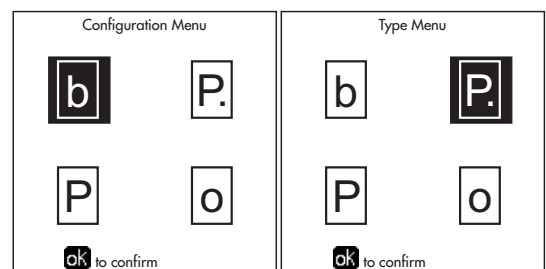 Configuration Menu
b P.
P o
ok to confirm
Type Menu
b P.
P o
ok to confirm